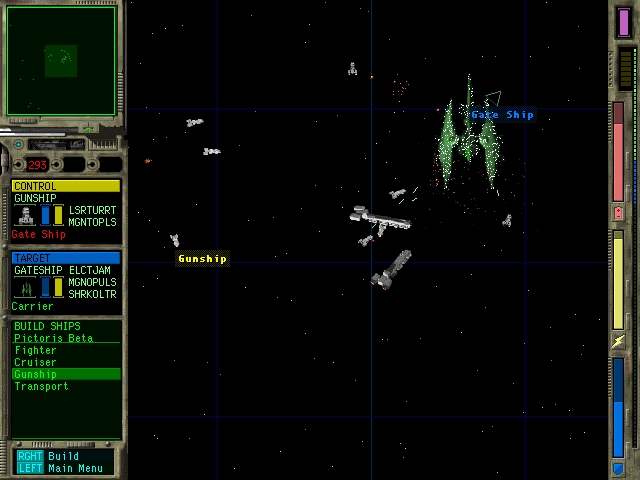 293
CONTROL
GUNSHIP
LSRTURRT
MGNTOPLS
Gate Ship
TARGET
GATESHIP ELCTJAM
MGNOPULS
SHRKOLTR
Carrier
BUILD SHIPS
Pictoris Beta
Fighter
Cruiser
Gunship
Transport
RGHT Build
LEFT Main Menu
Gate Ship
Gunship